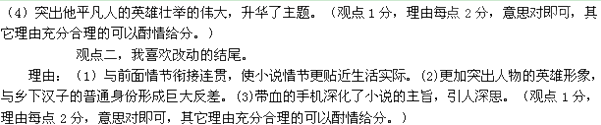 (4)突出他平凡人的英雄壮举的伟大，升华了主题。（观点1分，理由每点2分，意思对即可，其
它理由充分合理的可以酌情给分。）
观点二，我喜欢改动的结尾。
理由：（1）与前面情节衔接连贯，使小说情节更贴近生活实际。(2)更加突出人物的英雄形象，
与乡下汉子的普通身份形成巨大反差。(3)带血的手机深化了小说的主旨，引人深思。（观点1分，
理由每点2分，意思对即可，其它理由充分合理的可以酌情给分。）